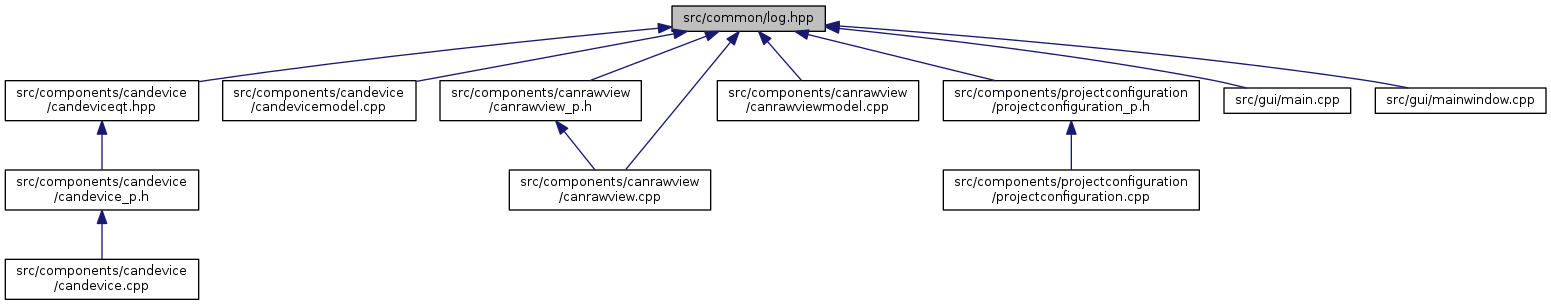 src/common/log.hpp
src/components/candevice
/candeviceqt.hpp
src/components/candevice
/candevicemodel.cpp
src/components/canrawview
/canrawview_p.h
src/components/canrawview
/canrawviewmodel.cpp
src/components/projectconfiguration
/projectconfiguration_p.h
src/gui/main.cpp
src/gui/mainwindow.cpp
src/components/candevice
/candevice_p.h
src/components/canrawview
/canrawview.cpp
src/components/projectconfiguration
/projectconfiguration.cpp
src/components/candevice
/candevice.cpp